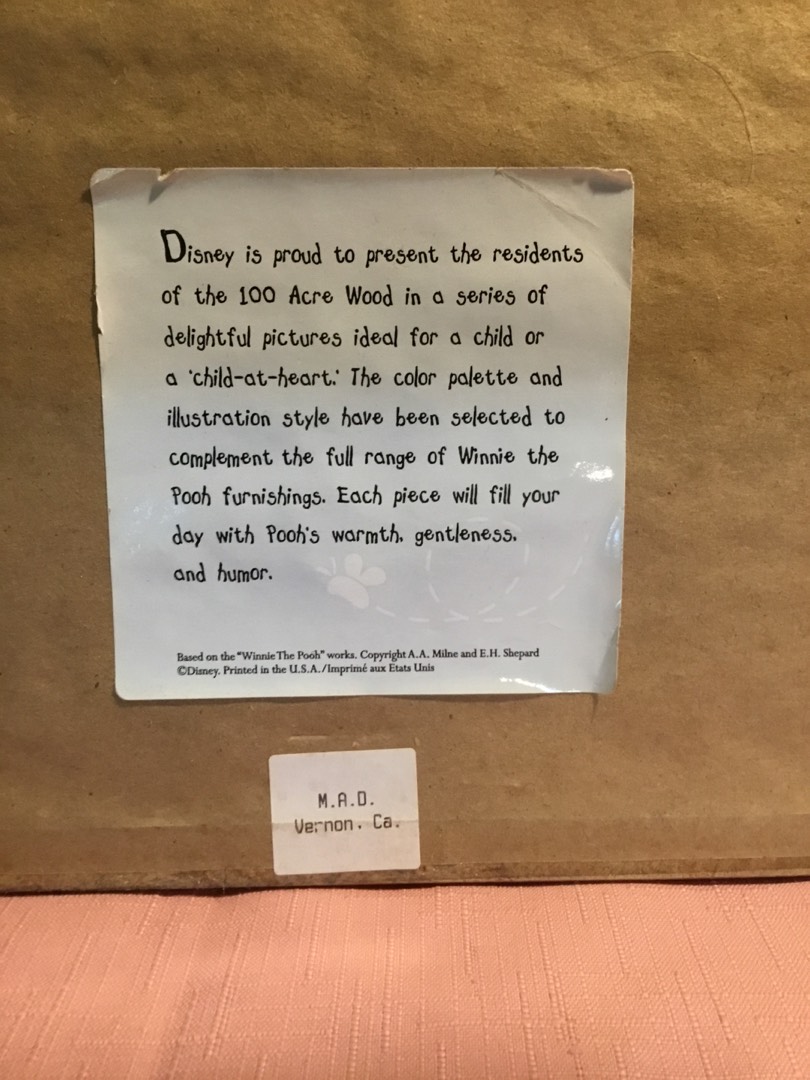 Disney is proud to present the residents
of the 100 Acre Wood in a series of
delightful pictures ideal for a child or
a 'child-at-heart.' The color palette and
illustration style have been selected to
complement the full range of Winnie the
Pooh furnishings. Each piece will fill your
day with Pooh's warmth, gentleness,
and humor.
Based on the "Winnie The Pooh" works. Copyright A.A. Milne and E.H. Shepard
©Disney. Printed in the U.S.A./Imprimé aux Etats Unis
M.A.D.
Vernon. Ca.